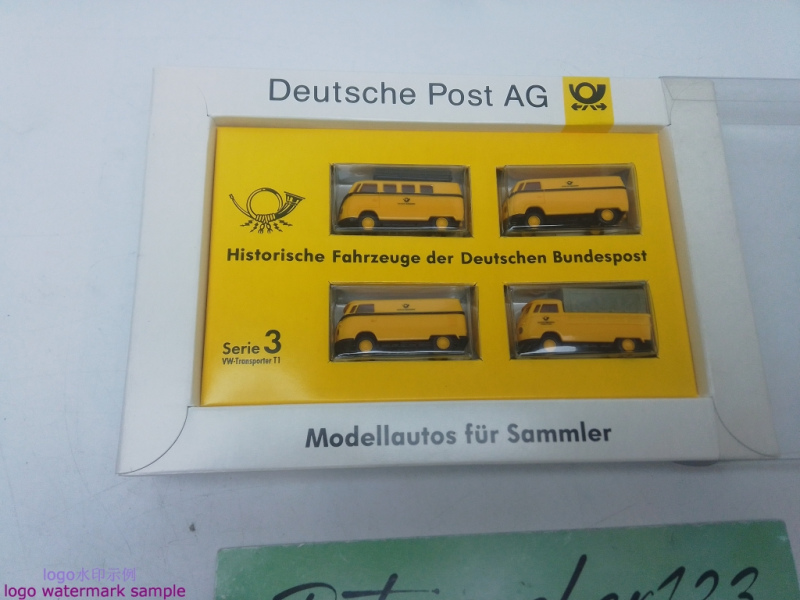 Deutsche Post AG
Historische Fahrzeuge der Deutschen Bundespost
Serie 3
VW-Transporter T1
Modellautos für Sammler
logo水印示例
logo watermark sample